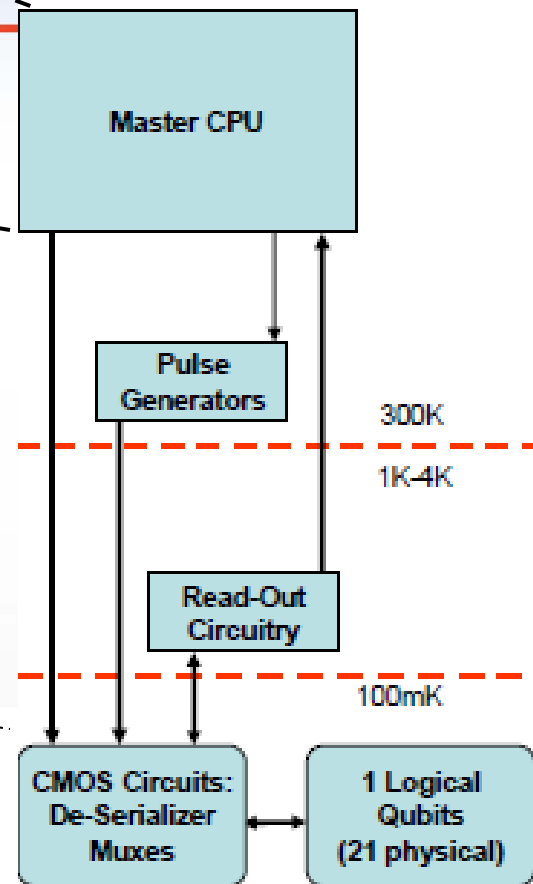 Master CPU
Pulse
Generators
300K
1K-4K
Read-Out
Circuitry
100mK
CMOS Circuits:
De-Serializer
Muxes
1 Logical
Qubits
(21 physical)